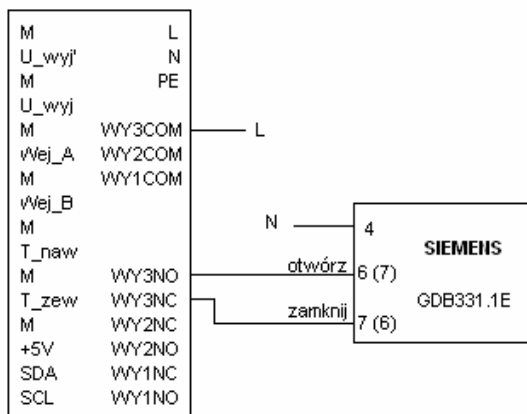 M L
U_wyj' N
M PE
U_wyj
M WY3COM L
Wej_A WY2COM
M WY1COM
Wej_B
M
T_naw
M WY3NO
T_zew WY3NC
M WY2NC
+5V WY2NO
SDA WY1NC
SCL WY1NO
N 4
SIEMENS
otwórz 6 (7)
GDB331.1E
zamknij 7 (6)